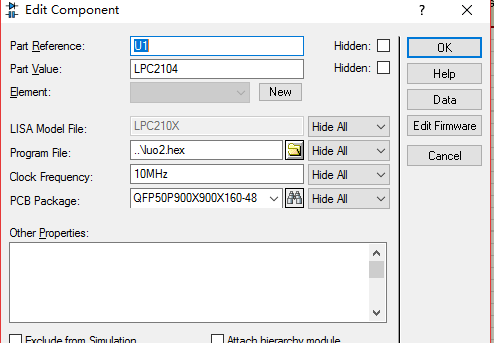 Edit Component
?
Part Reference: U1 Hidden:
Part Value: LPC2104 Hidden:
Element: New
LISA Model File: LPC210X Hide All
Program File: ..\luo2.hex Hide All
Clock Frequency: 10MHz Hide All
PCB Package: QFP50P900X900X160-48 Hide All
Other Properties:
Exclude from Simulation Attach hierarchy module
OK
Help
Data
Edit Firmware
Cancel